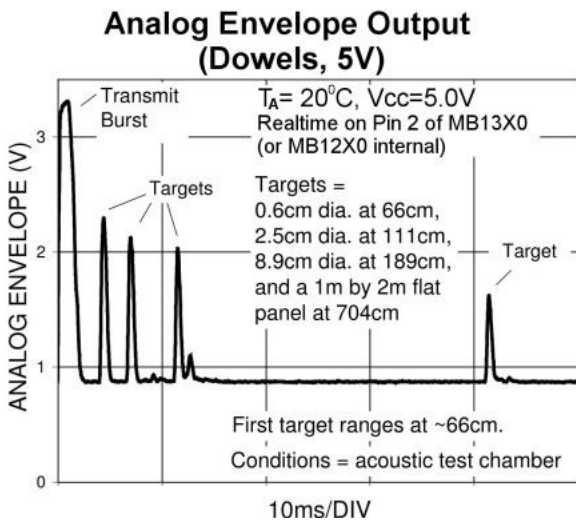 Analog Envelope Output
(Dowels, 5V)
Transmit
Burst
TA= 20⁰C, Vcc=5.0V
Realtime on Pin 2 of MB13X0
(or MB12X0 internal)
Targets
Targets =
0.6cm dia. at 66cm,
2.5cm dia. at 111cm,
8.9cm dia. at 189cm,
and a 1m by 2m flat
panel at 704cm
Target
ANALOG ENVELOPE (V)
3
2
1
0
First target ranges at ~66cm.
Conditions = acoustic test chamber
10ms/DIV